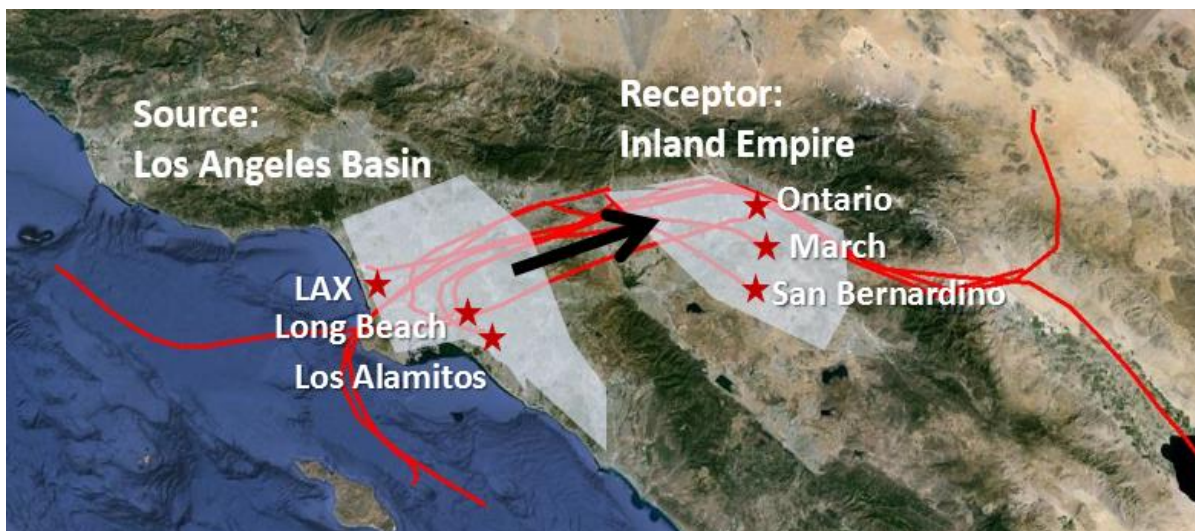 Source:
Los Angeles Basin
Receptor:
Inland Empire
Ontario
March
San Bernardino
LAX
Long Beach
Los Alamitos